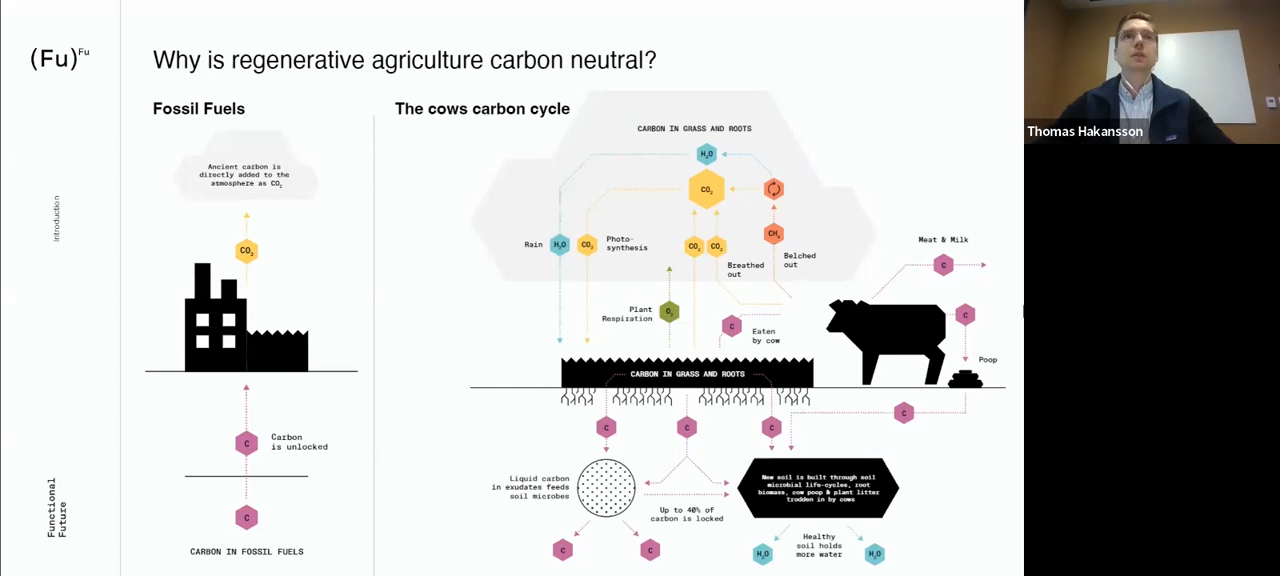 (Fu)Fu
Why is regenerative agriculture carbon neutral?
Introduction
Functional
Future
Fossil Fuels
Ancient carbon is
directly added to the
atmosphere as CO2
CO2
C
Carbon
is unlocked
C
CARBON IN FOSSIL FUELS
The cows carbon cycle
CARBON IN GRASS AND ROOTS
H2O
CO2
Rain
H2O
CO2
Photo-
synthesis
CO2
CO2
Breathed
out
CH4
Belched
out
Meat & Milk
C
Plant
Respiration
O2
C
Eaten
by cow
C
Poop
CARBON IN GRASS AND ROOTS
C
C
C
C
Liquid carbon
in exudates feeds
soil microbes
Up to 40% of
carbon is locked
New soil is built through soil
microbial life-cycles, root
biomass, cow poop & plant litter
trodden in by cows
C
C
Healthy
soil holds
more water
H2O
H2O
Thomas Hakansson